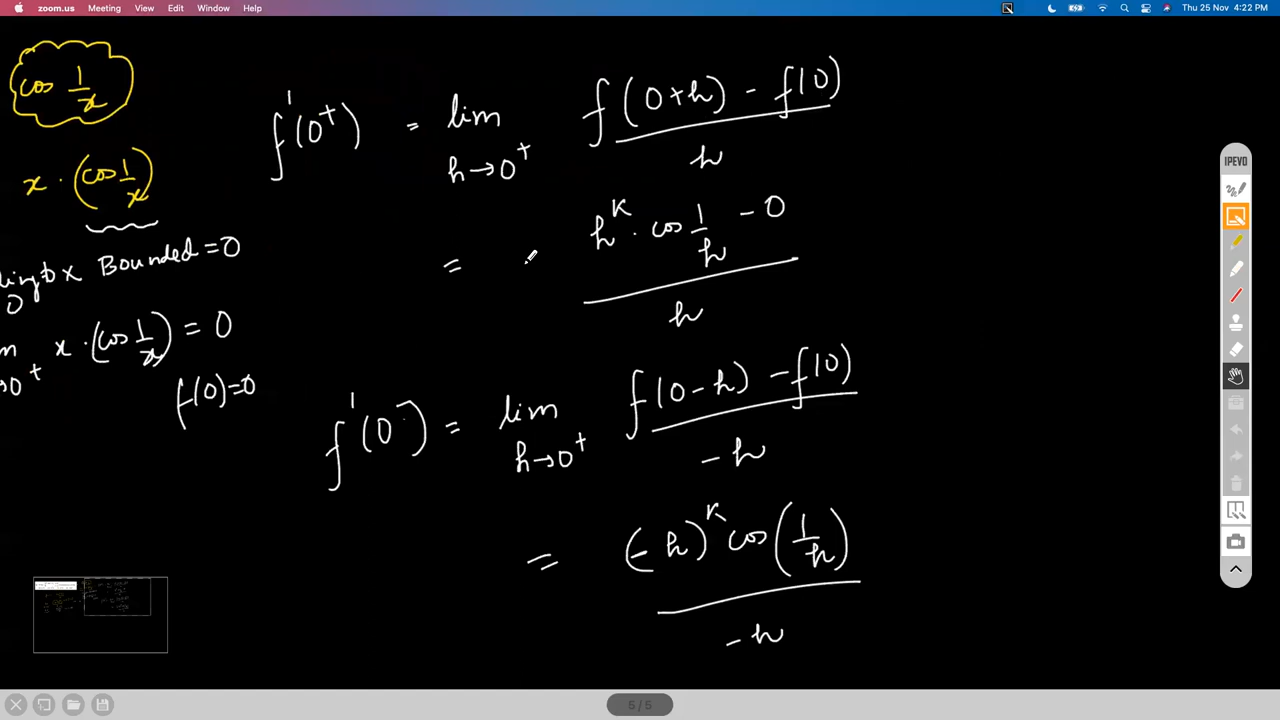 zoom.us Meeting View Edit Window Help Thu 25 Nov 4:22 PM
cos 1/x
x · (cos 1/x)
Bounded = 0
0
x · (cos 1/x) = 0
→0⁺
f(0)=0
f'(0⁺) = lim h→0⁺ f(0+h) - f(0) / h
= h^K · cos 1/h - 0 / h
f'(0⁻) = lim h→0⁺ f(0-h) - f(0) / -h
= (-h)^K cos(1/h) / -h
IPEVO
5 / 5